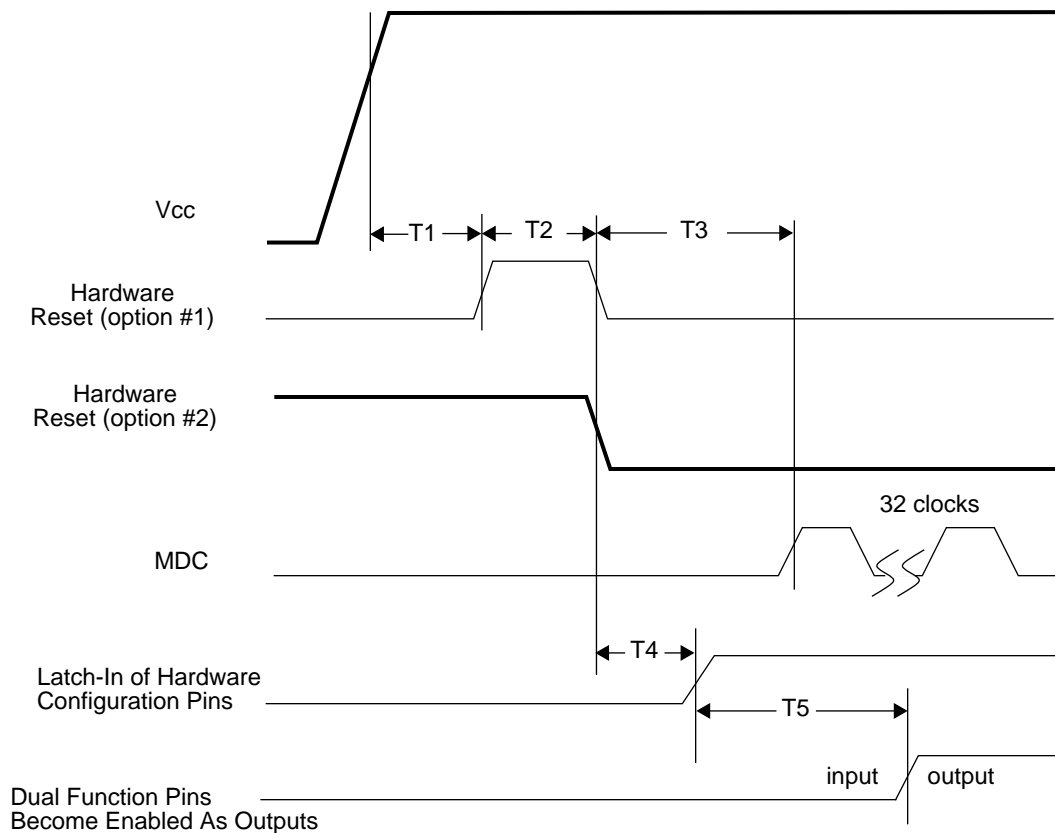 Vcc
T1
T2
T3
Hardware
Reset (option #1)
Hardware
Reset (option #2)
32 clocks
MDC
T4
Latch-In of Hardware
Configuration Pins
T5
input
output
Dual Function Pins
Become Enabled As Outputs